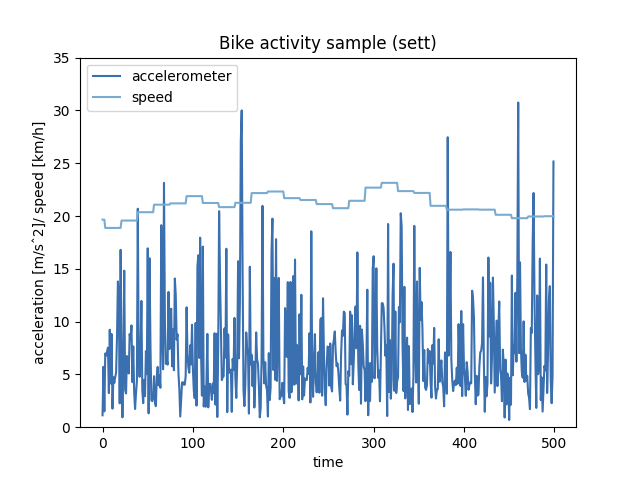 Bike activity sample (sett)
accelerometer
speed
acceleration [m/s^2]/ speed [km/h]
35
30
25
20
15
10
5
0
0 100 200 300 400 500
time